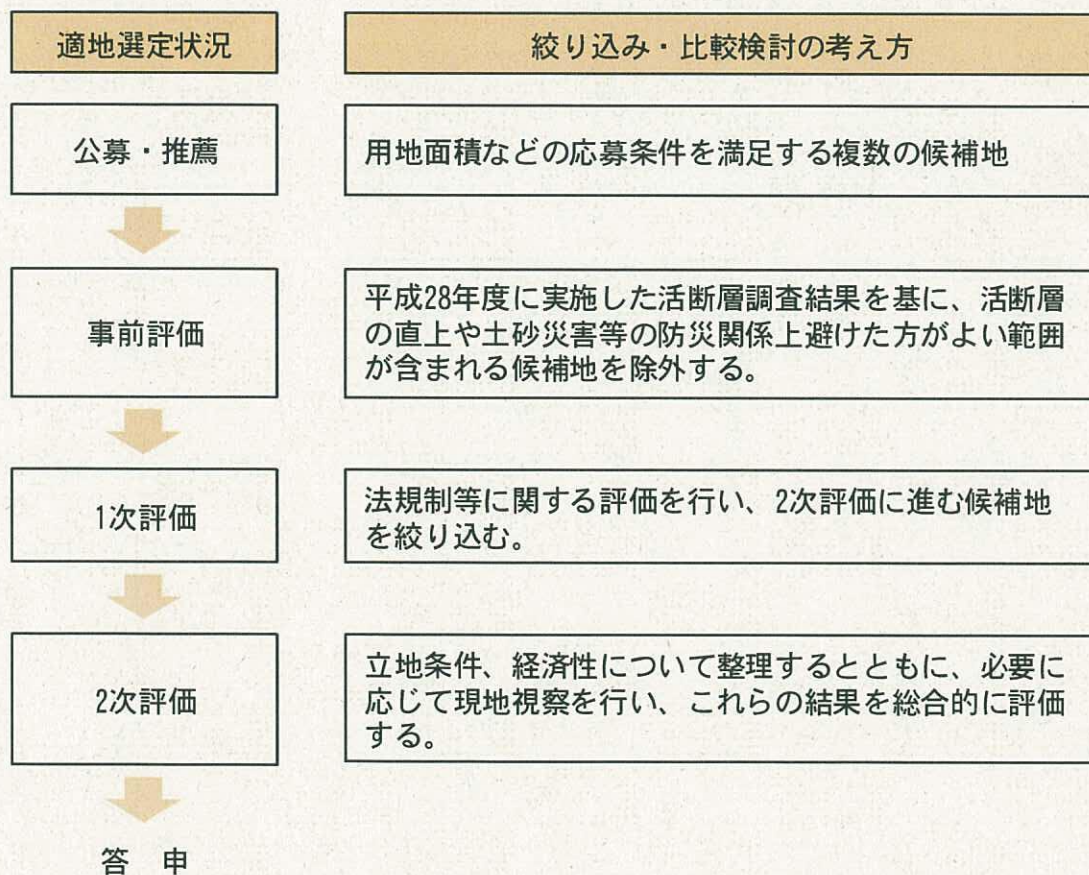 適地選定状況
絞り込み・比較検討の考え方
公募・推薦
用地面積などの応募条件を満足する複数の候補地
事前評価
平成28年度に実施した活断層調査結果を基に、活断層
の直上や土砂災害等の防災関係上避けた方がよい範囲
が含まれる候補地を除外する。
1次評価
法規制等に関する評価を行い、2次評価に進む候補地
を絞り込む。
2次評価
立地条件、経済性について整理するとともに、必要に
応じて現地視察を行い、これらの結果を総合的に評価
する。
答 申